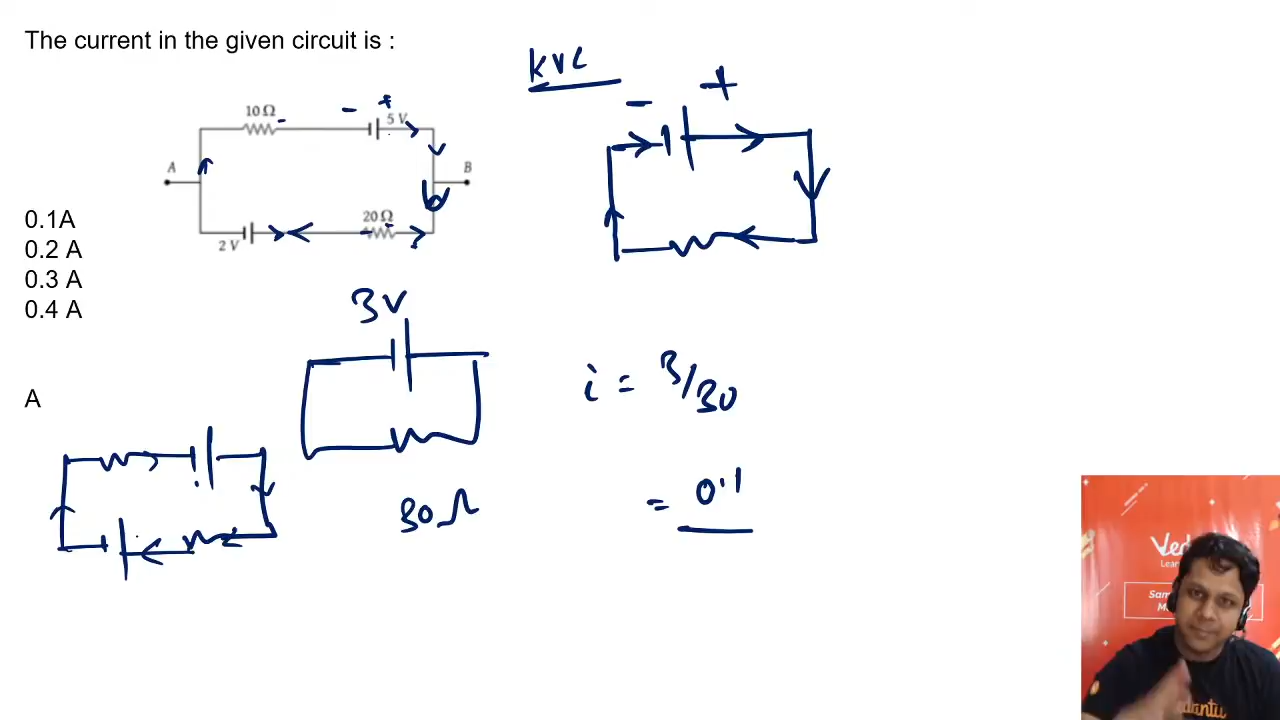 The current in the given circuit is :
KVL
- +
10 Ω
- +
5 V
A
B
20 Ω
2 V
0.1A
0.2 A
0.3 A
0.4 A
3V
i = 3/30
A
30 Ω
= 0.1